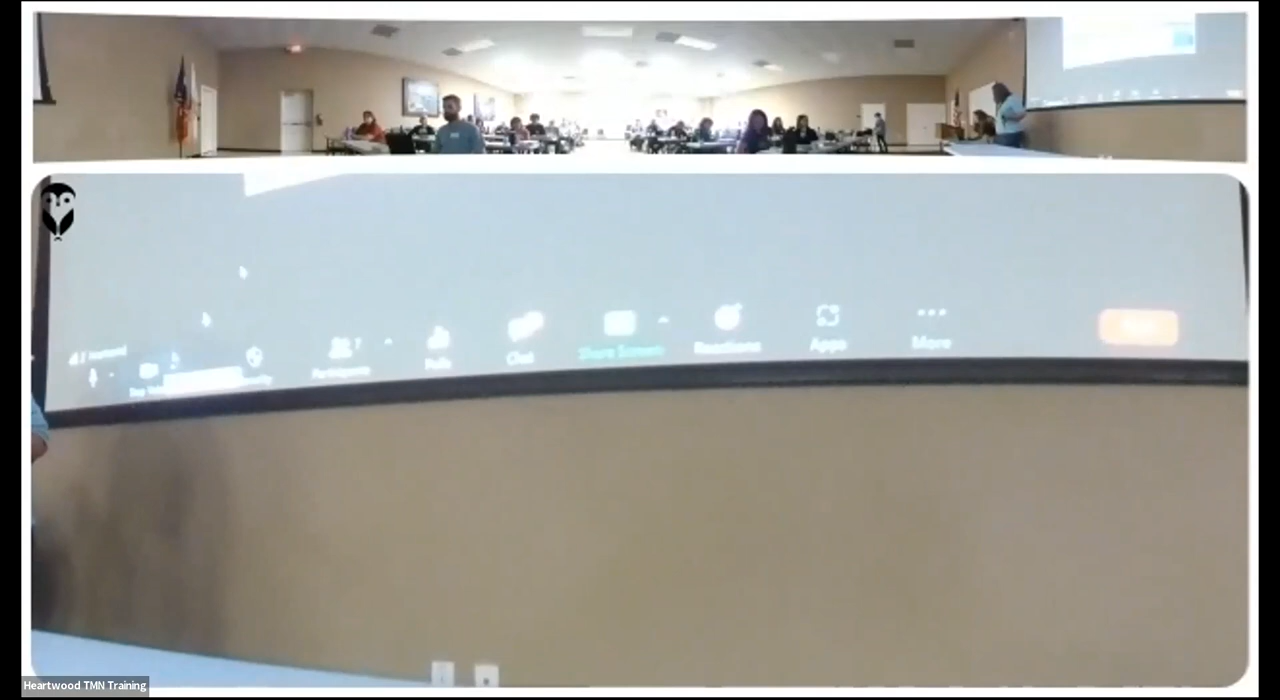 Participants
Polls
Chat
Share Screen
Reactions
Apps
More
Heartwood TMN Training